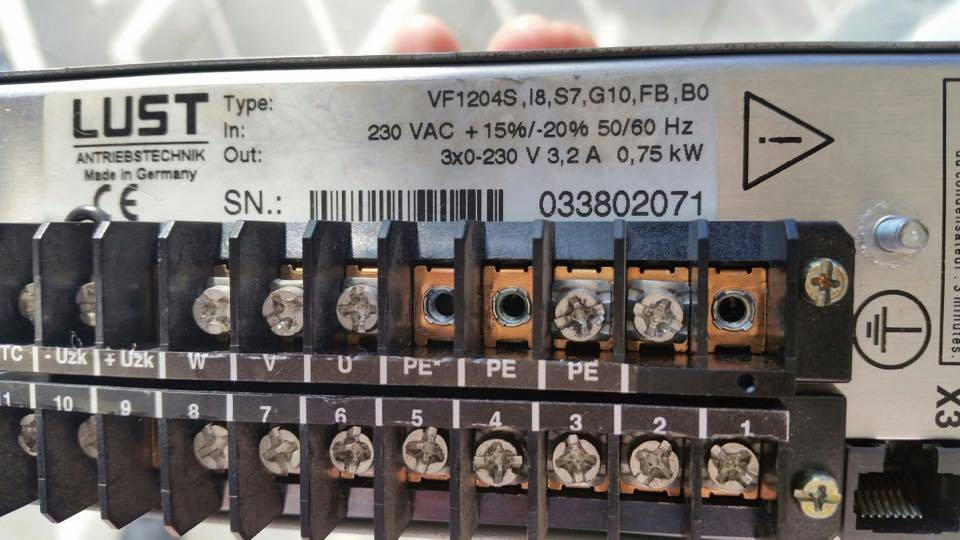 LUST
ANTRIEBSTECHNIK
Made in Germany
CE
Type: VF1204S,I8,S7,G10,FB,B0
In: 230 VAC +15%/-20% 50/60 Hz
Out: 3x0-230 V 3,2 A 0,75 kW
SN.: 033802071
!
TC - Uzk + Uzk W V U PE* PE PE
10 9 8 7 6 5 4 3 2 1
X3
condensateur
minutes.